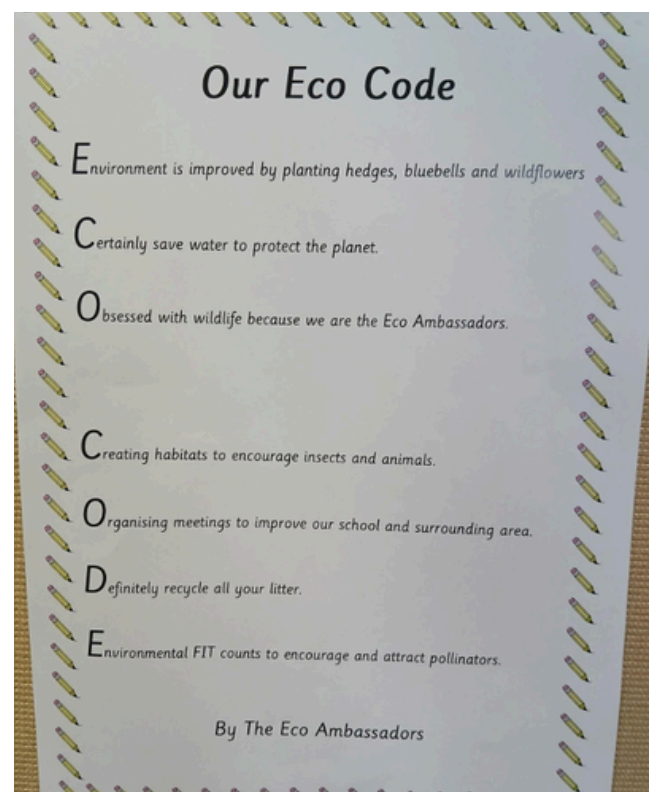 Our Eco Code
Environment is improved by planting hedges, bluebells and wildflowers
Certainly save water to protect the planet.
Obsessed with wildlife because we are the Eco Ambassadors.
Creating habitats to encourage insects and animals.
Organising meetings to improve our school and surrounding area.
Definitely recycle all your litter.
Environmental FIT counts to encourage and attract pollinators.
By The Eco Ambassadors